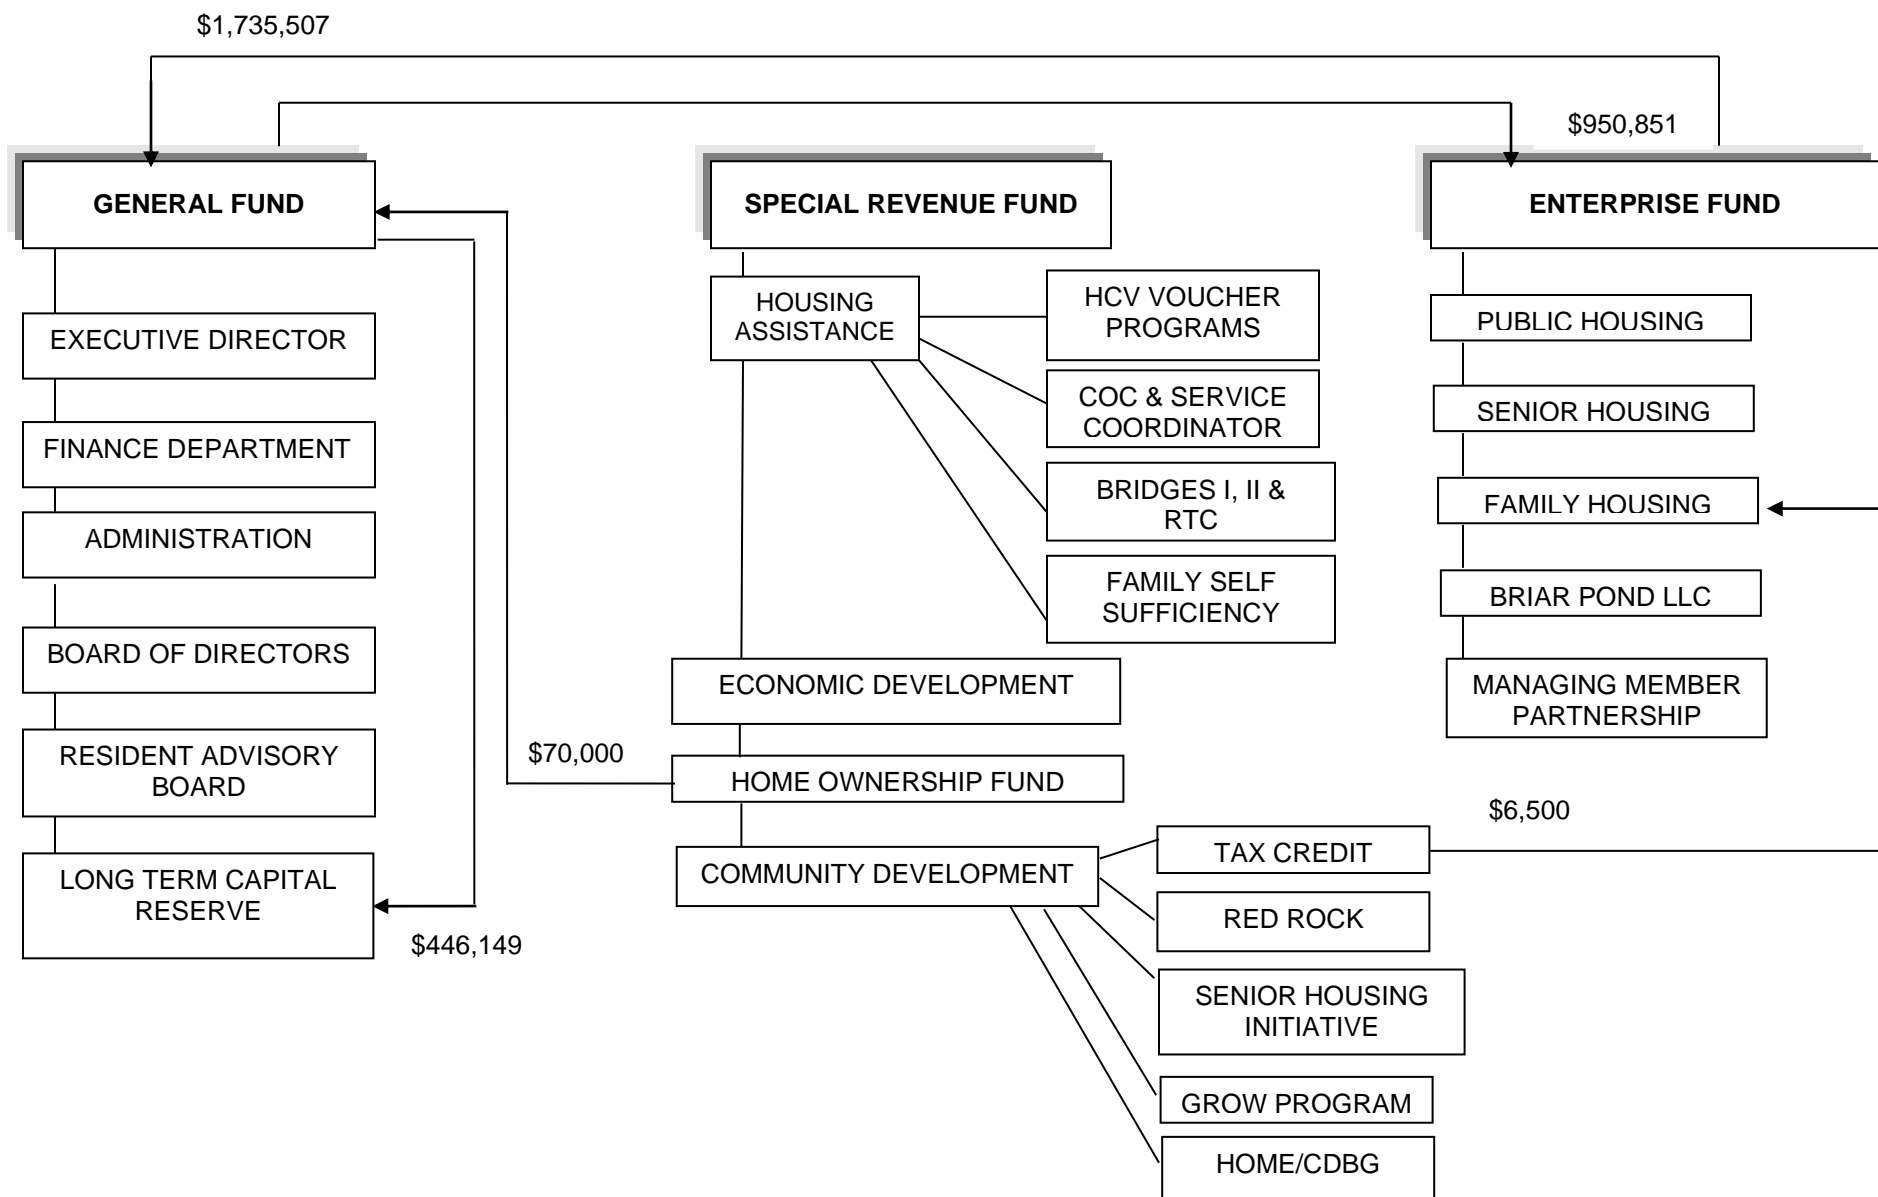 $1,735,507
$950,851
GENERAL FUND
EXECUTIVE DIRECTOR
FINANCE DEPARTMENT
ADMINISTRATION
BOARD OF DIRECTORS
RESIDENT ADVISORY
BOARD
LONG TERM CAPITAL
RESERVE
$446,149
$70,000
SPECIAL REVENUE FUND
HOUSING
ASSISTANCE
HCV VOUCHER
PROGRAMS
COC & SERVICE
COORDINATOR
BRIDGES I, II &
RTC
FAMILY SELF
SUFFICIENCY
ECONOMIC DEVELOPMENT
HOME OWNERSHIP FUND
COMMUNITY DEVELOPMENT
TAX CREDIT
RED ROCK
SENIOR HOUSING
INITIATIVE
GROW PROGRAM
HOME/CDBG
ENTERPRISE FUND
PUBLIC HOUSING
SENIOR HOUSING
FAMILY HOUSING
BRIAR POND LLC
MANAGING MEMBER
PARTNERSHIP
$6,500